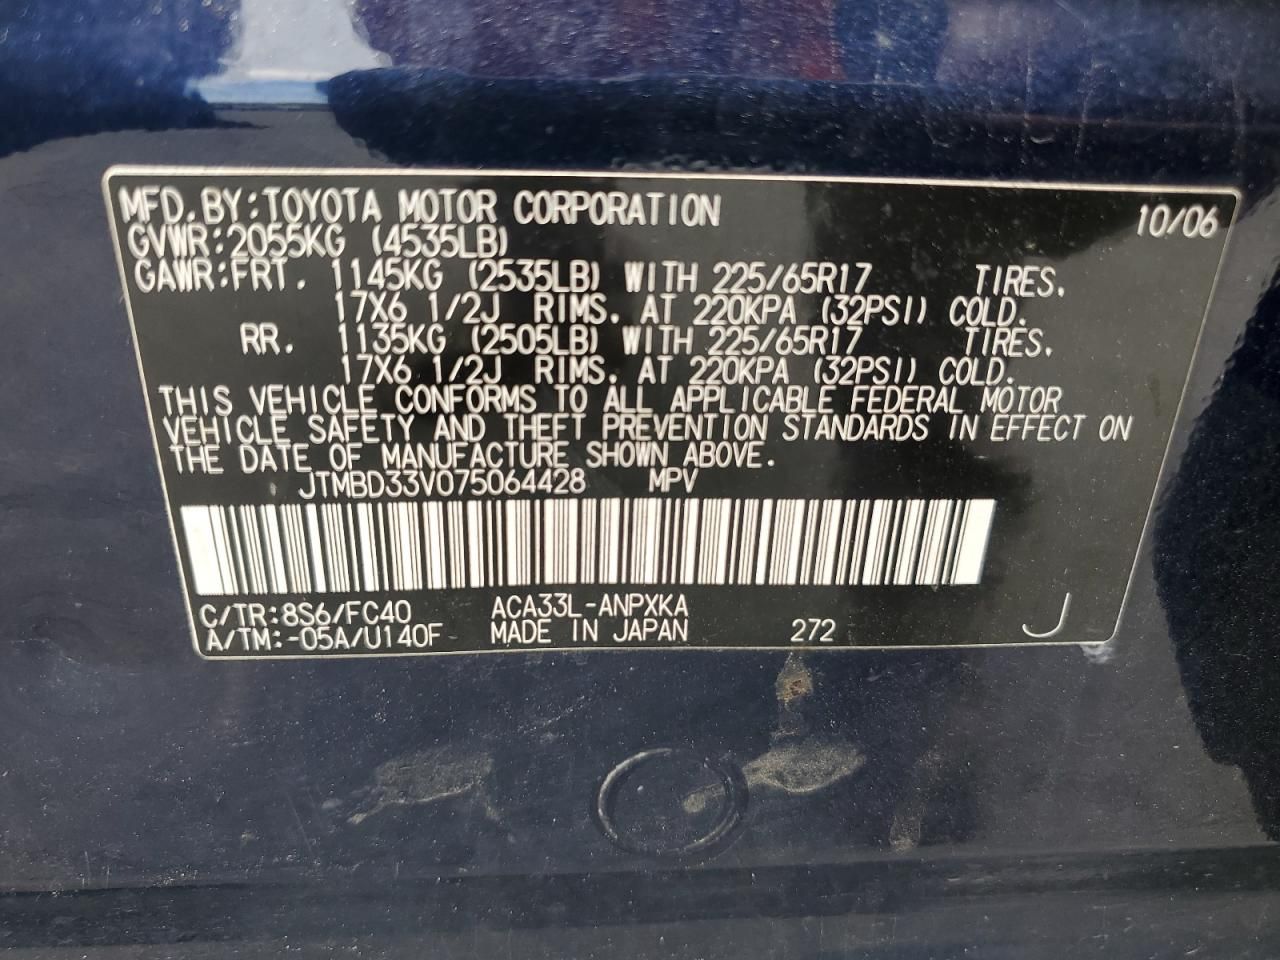 MFD. BY: TOYOTA MOTOR CORPORATION 10/06
GVWR: 2055KG (4535LB)
GAWR: FRT. 1145KG (2535LB) WITH 225/65R17 TIRES,
17X6 1/2J RIMS, AT 220KPA (32PSI) COLD.
RR. 1135KG (2505LB) WITH 225/65R17 TIRES,
17X6 1/2J RIMS, AT 220KPA (32PSI) COLD.
THIS VEHICLE CONFORMS TO ALL APPLICABLE FEDERAL MOTOR
VEHICLE SAFETY AND THEFT PREVENTION STANDARDS IN EFFECT ON
THE DATE OF MANUFACTURE SHOWN ABOVE.
JTMBD33V075064428 MPV
C/TR: 8S6/FC40 ACA33L-ANPXKA
A/TM: -05A/U140F MADE IN JAPAN 272 J